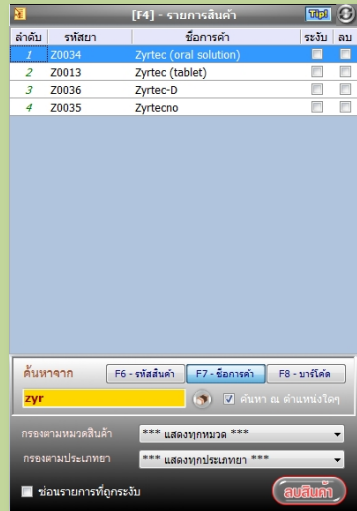 [F4] - รายการสินค้า Tip!
ลำดับ รหัสยา ชื่อการค้า ระงับ ลบ
1 Z0034 Zyrtec (oral solution)
2 Z0013 Zyrtec (tablet)
3 Z0036 Zyrtec-D
4 Z0035 Zyrtecno
ค้นหาจาก F6 - รหัสสินค้า F7 - ชื่อการค้า F8 - บาร์โค้ด
zyr ค้นหา ณ ตำแหน่งใดๆ
กรองตามหมวดสินค้า *** แสดงทุกหมวด ***
กรองตามประเภทยา *** แสดงทุกประเภทยา ***
ซ่อนรายการที่ถูกระงับ ลบสินค้า